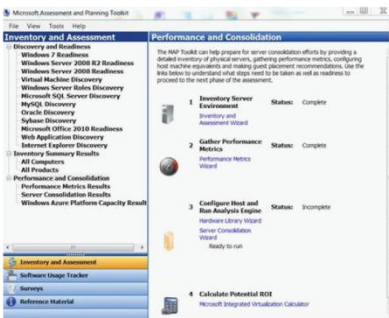 Microsoft Assessment and Planning Toolkit
File View Tools Help
Inventory and Assessment
Discovery and Readiness
Windows 7 Readiness
Windows Server 2008 R2 Readiness
Windows Server 2008 Readiness
Virtual Machine Discovery
Windows Server Roles Discovery
Microsoft SQL Server Discovery
MySQL Discovery
Oracle Discovery
Sybase Discovery
Microsoft Office 2010 Readiness
Web Application Discovery
Internet Explorer Discovery
Inventory Summary Results
All Computers
All Products
Performance and Consolidation
Performance Metrics Results
Server Consolidation Results
Windows Azure Platform Capacity Result
Inventory and Assessment
Software Usage Tracker
Surveys
Reference Material
Performance and Consolidation
The MAP Toolkit can help prepare for server consolidation efforts by providing a
detailed inventory of physical servers, gathering performance metrics, configuring
host machine equivalents and making guest placement recommendations. Use the
links below to understand what steps need to be taken as well as readiness to
proceed to the next phase of the assessment.
1 Inventory Server Status: Complete
Environment
Inventory and
Assessment Wizard
2 Gather Performance Status: Complete
Metrics
Performance Metrics
Wizard
3 Configure Host and Status: Incomplete
Run Analysis Engine
Hardware Library Wizard
Server Consolidation
Wizard
Ready to run
4 Calculate Potential ROI
Microsoft Integrated Virtualization Calculator